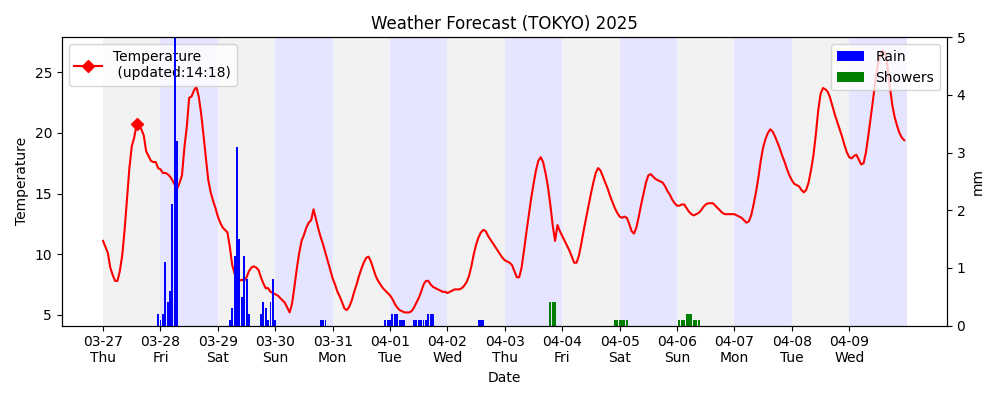 Weather Forecast (TOKYO) 2025
Temperature
(updated:14:18)
Rain
Showers
Temperature
25
20
15
10
5
5
4
3
2
1
0
mm
03-27 03-28 03-29 03-30 03-31 04-01 04-02 04-03 04-04 04-05 04-06 04-07 04-08 04-09
Thu Fri Sat Sun Mon Tue Wed Thu Fri Sat Sun Mon Tue Wed
Date